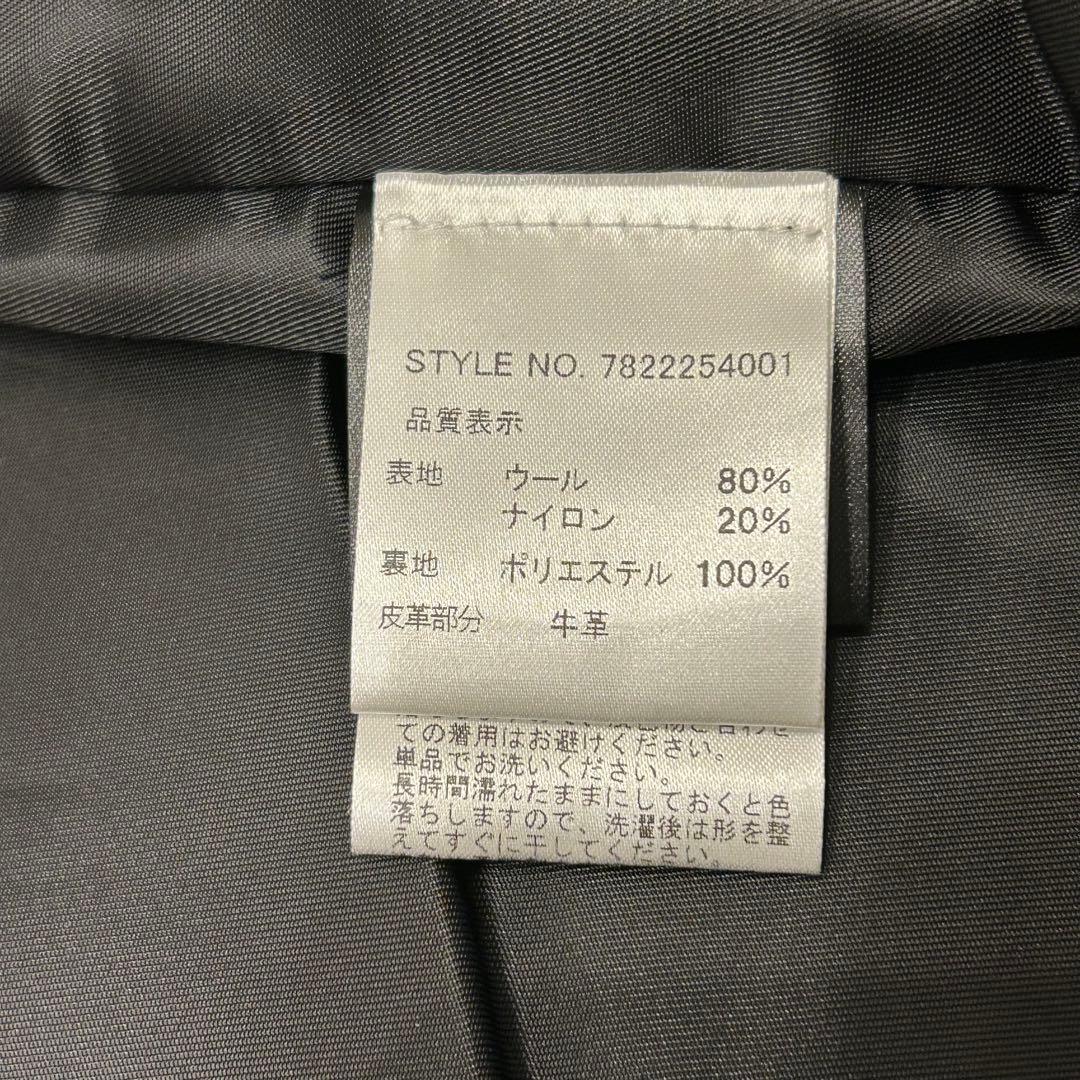 STYLE NO. 7822254001
品質表示
表地 ウール 80%
ナイロン 20%
裏地 ポリエステル 100%
皮革部分 牛革
ての着用はお避けください。
単品でお洗いください。
長時間濡れたままにしておくと色
落ちしますので、洗濯後は形を整
えてすぐに干してください。